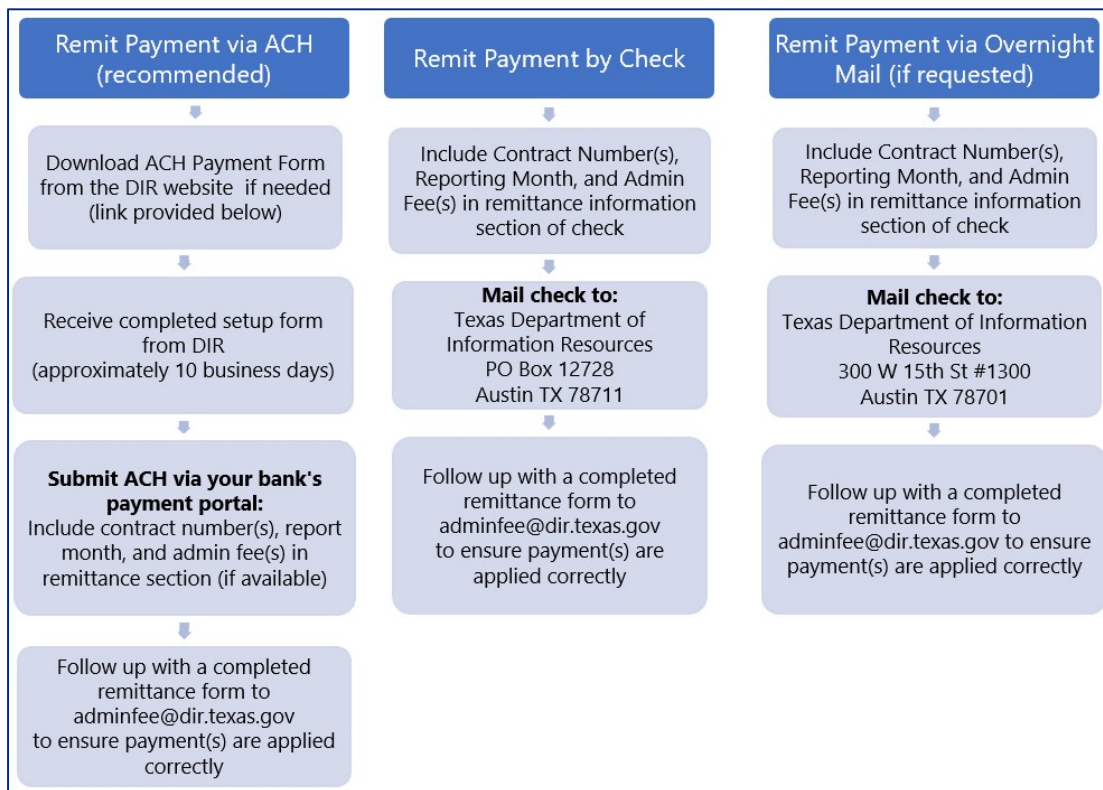 Remit Payment via ACH
(recommended)
Download ACH Payment Form
from the DIR website if needed
(link provided below)
Receive completed setup form
from DIR
(approximately 10 business days)
Submit ACH via your bank's
payment portal:
Include contract number(s), report
month, and admin fee(s) in
remittance section (if available)
Follow up with a completed
remittance form to
adminfee@dir.texas.gov
to ensure payment(s) are applied
correctly
Remit Payment by Check
Include Contract Number(s),
Reporting Month, and Admin
Fee(s) in remittance information
section of check
Mail check to:
Texas Department of
Information Resources
PO Box 12728
Austin TX 78711
Follow up with a completed
remittance form to
adminfee@dir.texas.gov
to ensure payment(s) are
applied correctly
Remit Payment via Overnight
Mail (if requested)
Include Contract Number(s),
Reporting Month, and Admin
Fee(s) in remittance information
section of check
Mail check to:
Texas Department of Information
Resources
300 W 15th St #1300
Austin TX 78701
Follow up with a completed
remittance form to
adminfee@dir.texas.gov to ensure
payment(s) are applied correctly